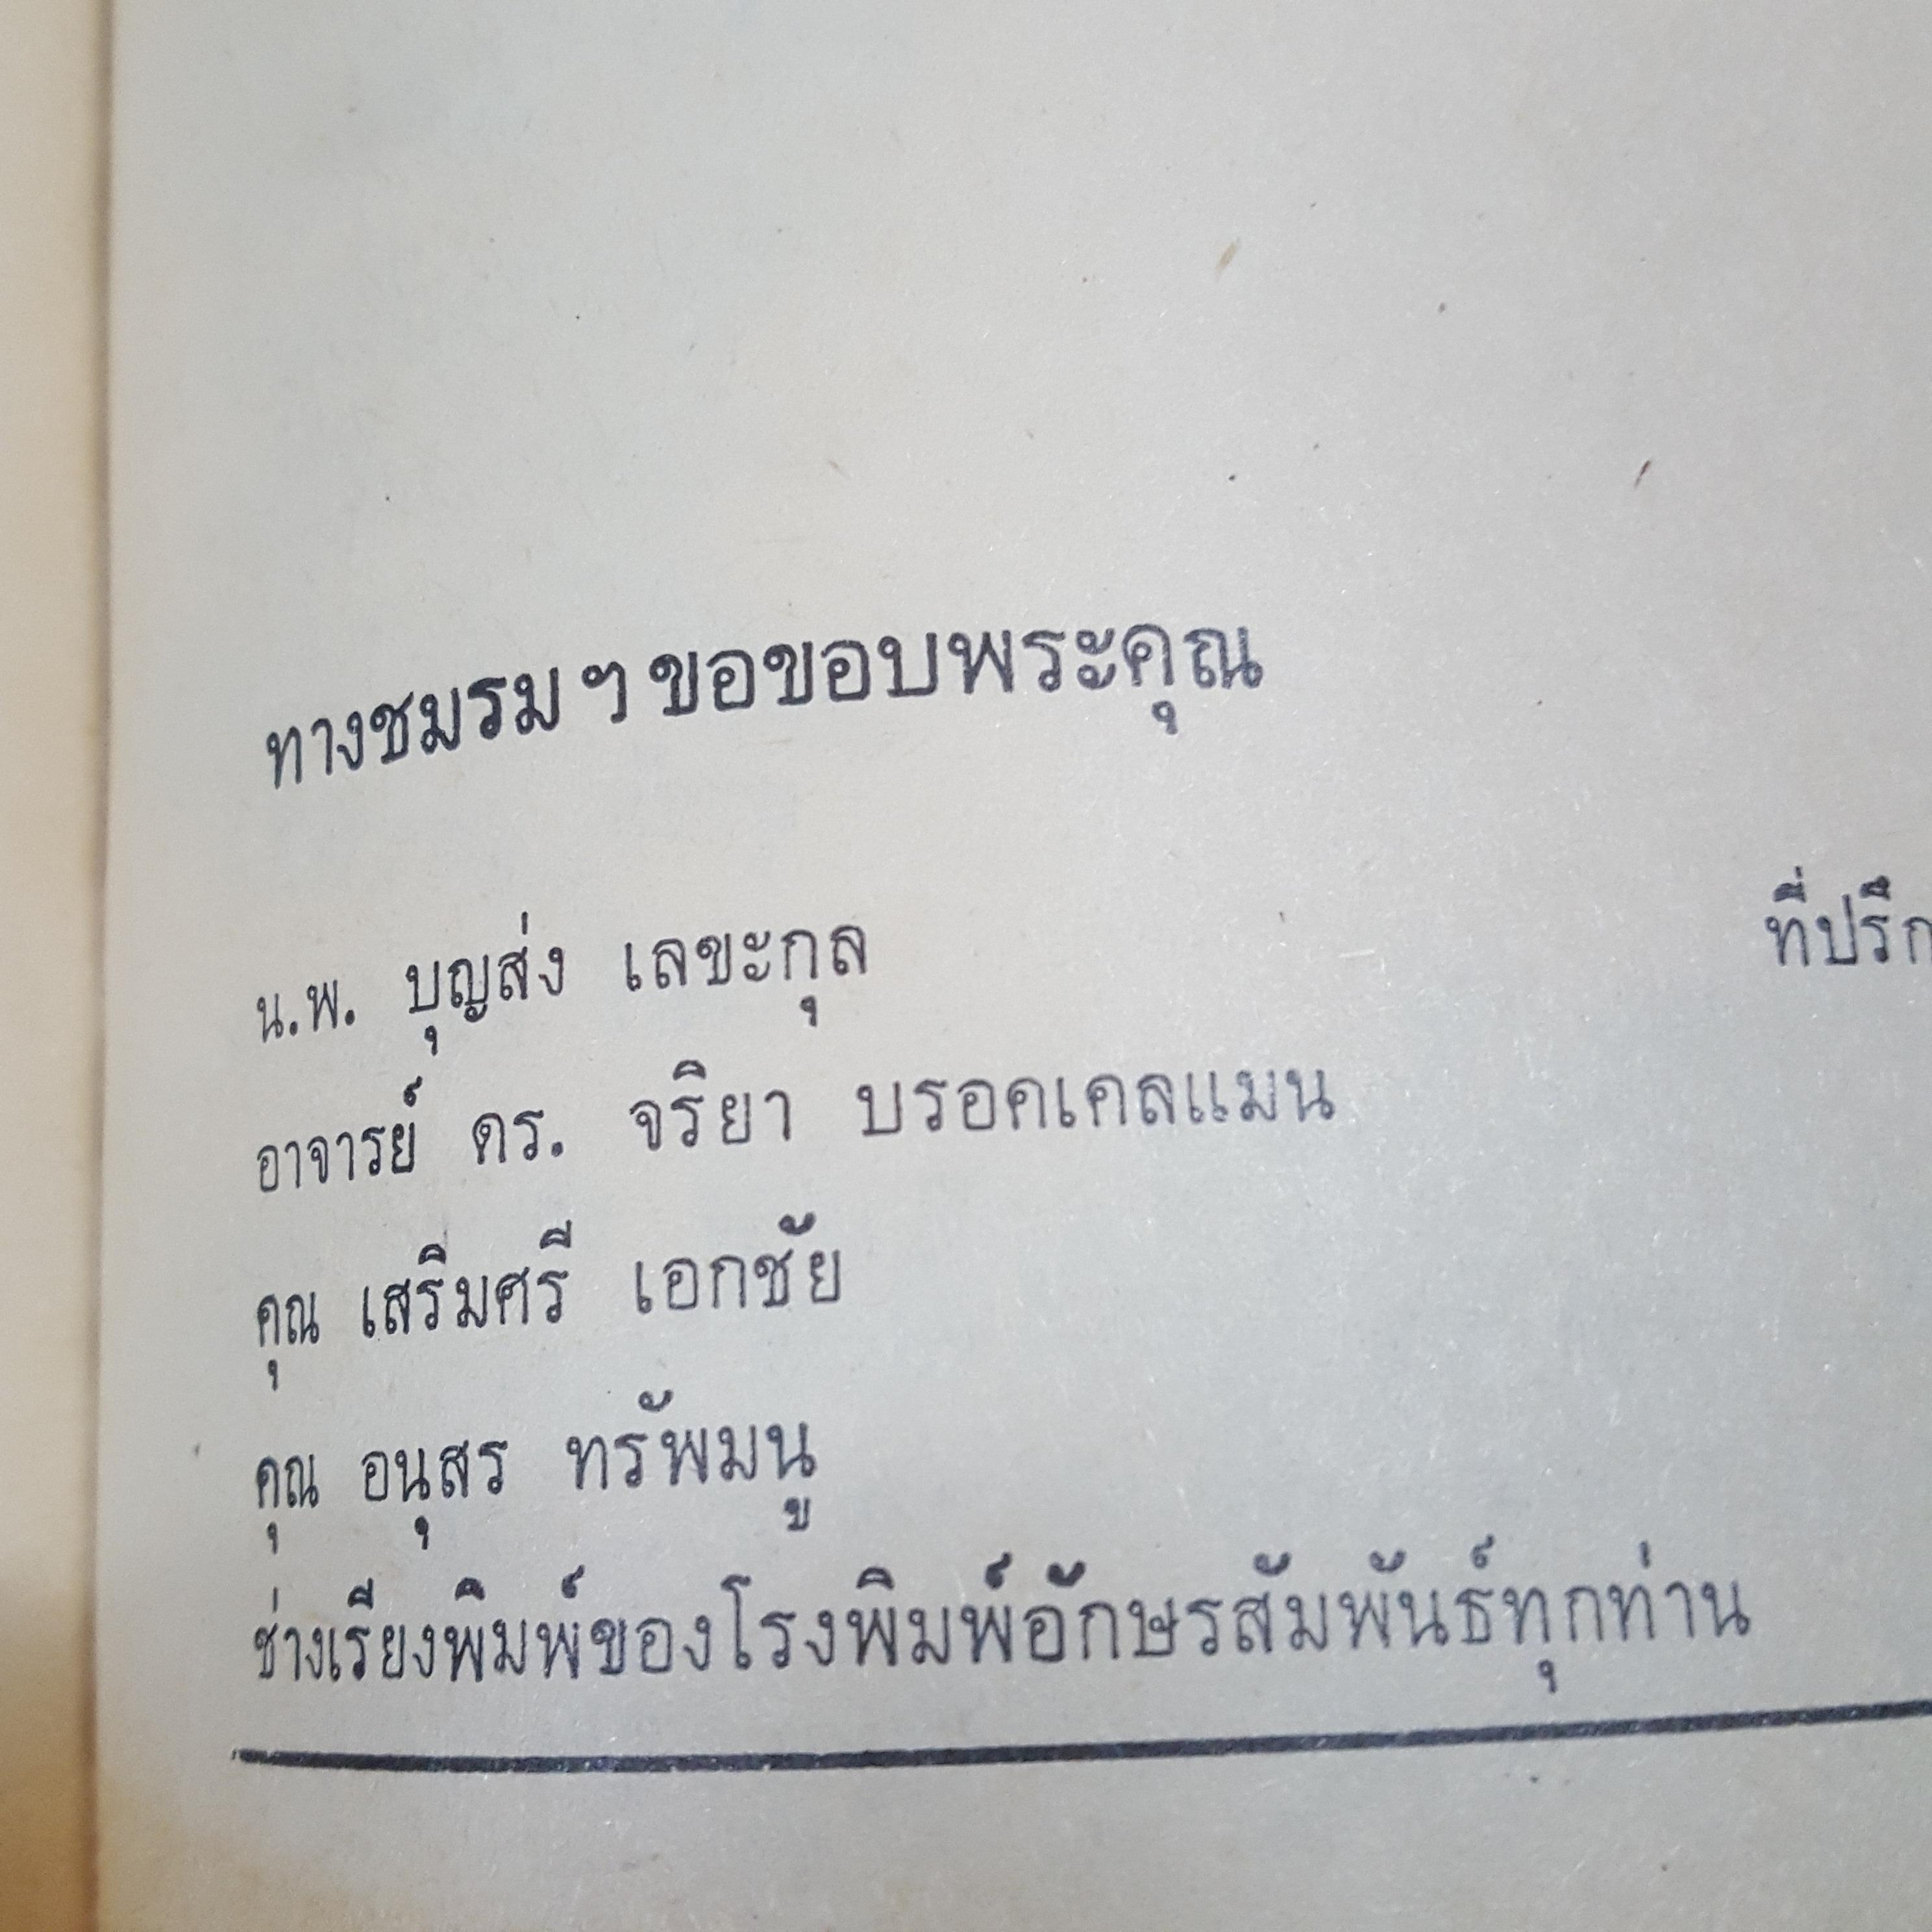 ทางชมรม ฯ ขอขอบพระคุณ
น.พ. บุญส่ง เลขะกุล ที่ปรึก
อาจารย์ ดร. จริยา บรอคเคลแมน
คุณ เสริมศรี เอกชัย
คุณ อนุสร ทรัพมนู
ช่างเรียงพิมพ์ของโรงพิมพ์อักษรสัมพันธ์ทุกท่าน